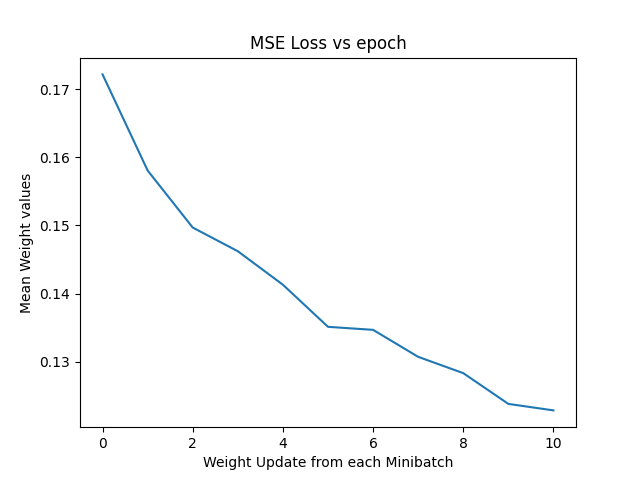 MSE Loss vs epoch
0.17
0.16
0.15
0.14
0.13
Mean Weight values
0 2 4 6 8 10
Weight Update from each Minibatch